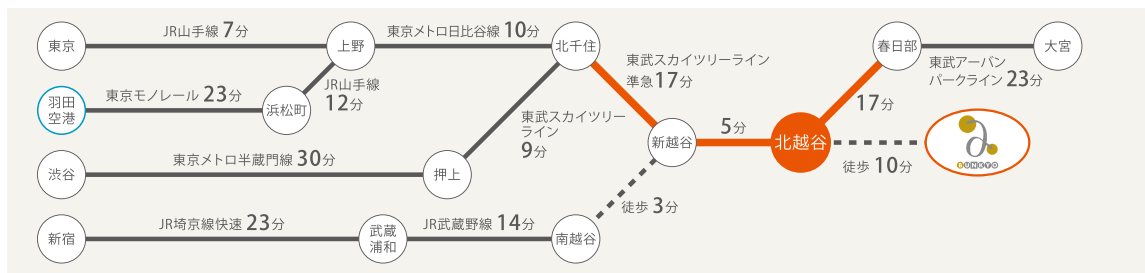 東京
JR山手線 7分
上野
東京メトロ日比谷線 10分
北千住
東武スカイツリーライン
準急17分
春日部
東武アーバン
パークライン 23分
大宮
羽田
空港
東京モノレール 23分
浜松町
JR山手線
12分
東武スカイツリー
ライン
9分
新越谷
5分
北越谷
17分
徒歩 10分
BUNKYO
渋谷
東京メトロ半蔵門線 30分
押上
徒歩 3分
新宿
JR埼京線快速 23分
武蔵
浦和
JR武蔵野線 14分
南越谷